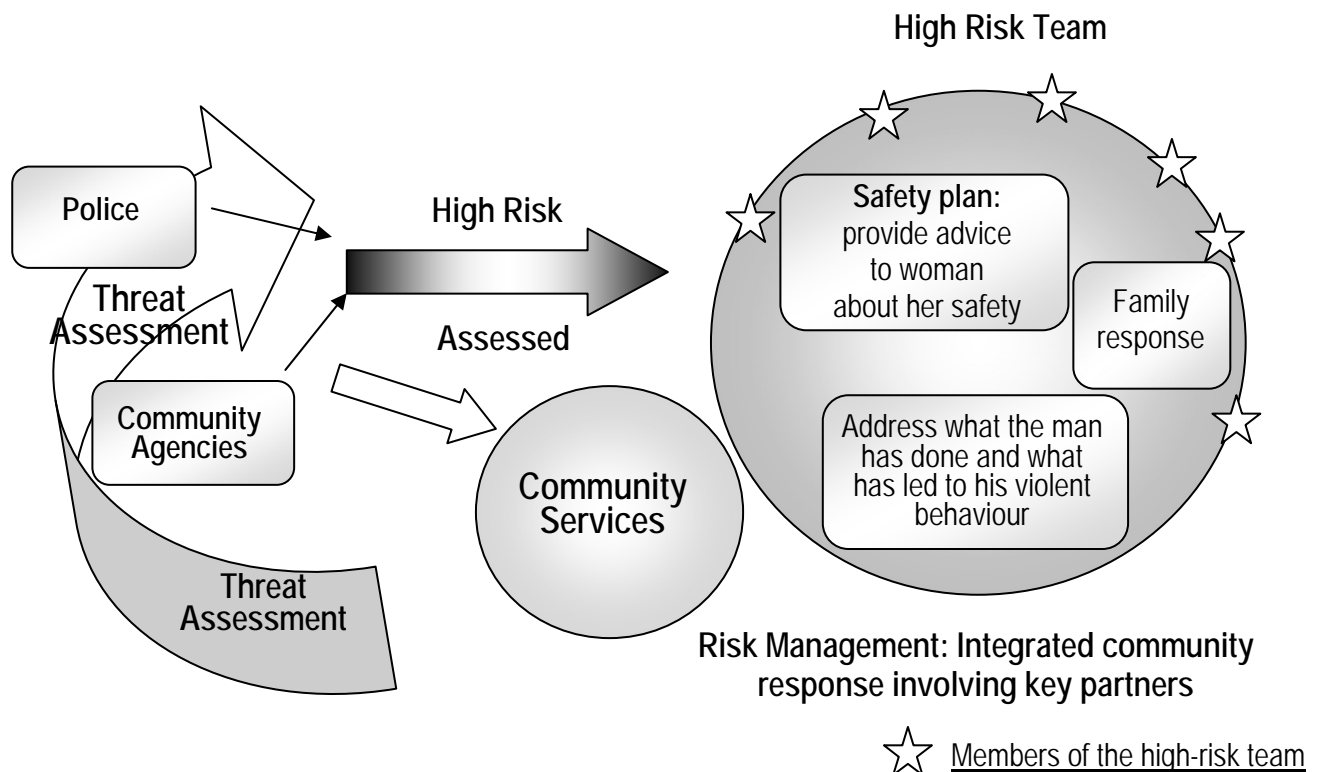 High Risk Team
Police
Threat
Assessment
Community
Agencies
Threat
Assessment
High Risk
Assessed
Community
Services
Safety plan:
provide advice
to woman
about her safety
Family
response
Address what the man
has done and what
has led to his violent
behaviour
Risk Management: Integrated community
response involving key partners
Members of the high-risk team